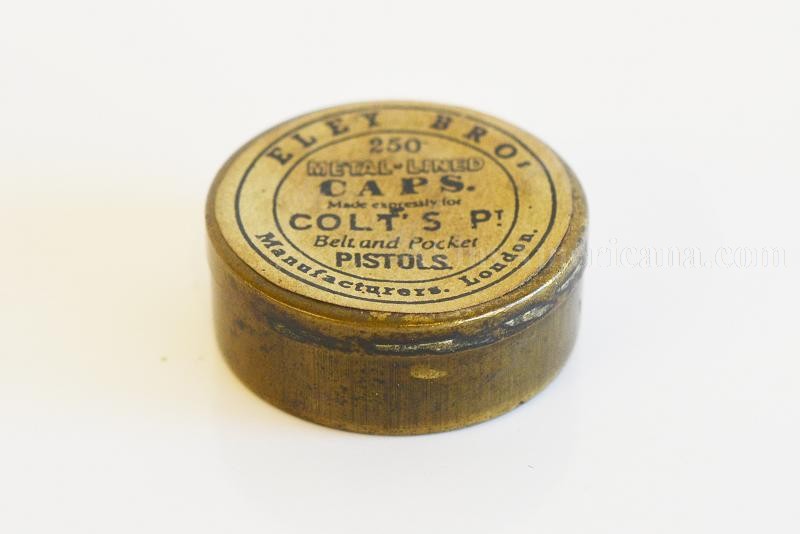 ELEY BROS
250
METAL-LINED
CAPS.
Made expressly for
COLT'S PT
Belt and Pocket
PISTOLS.
Manufacturers. London.